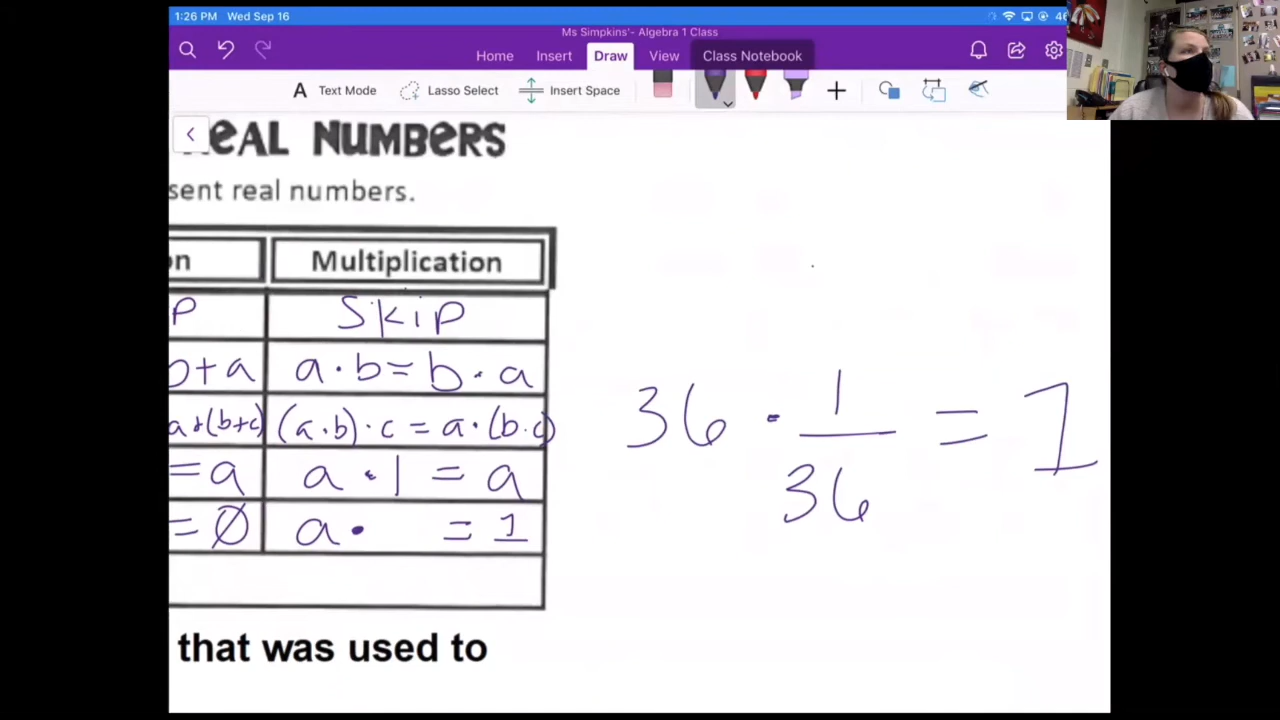 1:26 PM Wed Sep 16
Ms Simpkins'- Algebra 1 Class
Home Insert Draw View Class Notebook
Text Mode Lasso Select Insert Space
REAL NUMBERS
sent real numbers.
on Multiplication
P Skip
b+a a·b=b·a
a+(b+c) (a·b)·c=a·(b·c)
=a a·1=a
=Ø a· =1
36 · 1/36 = 1
that was used to